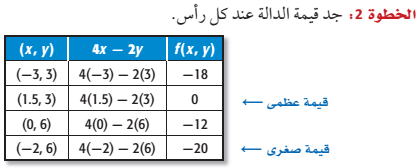 الخطوة 2: جد قيمة الدالة عند كل رأس.
(x, y) 4x − 2y f(x, y)
(−3, 3) 4(−3) − 2(3) −18
(1.5, 3) 4(1.5) − 2(3) 0 ← قيمة عظمى
(0, 6) 4(0) − 2(6) −12
(−2, 6) 4(−2) − 2(6) −20 ← قيمة صغرى